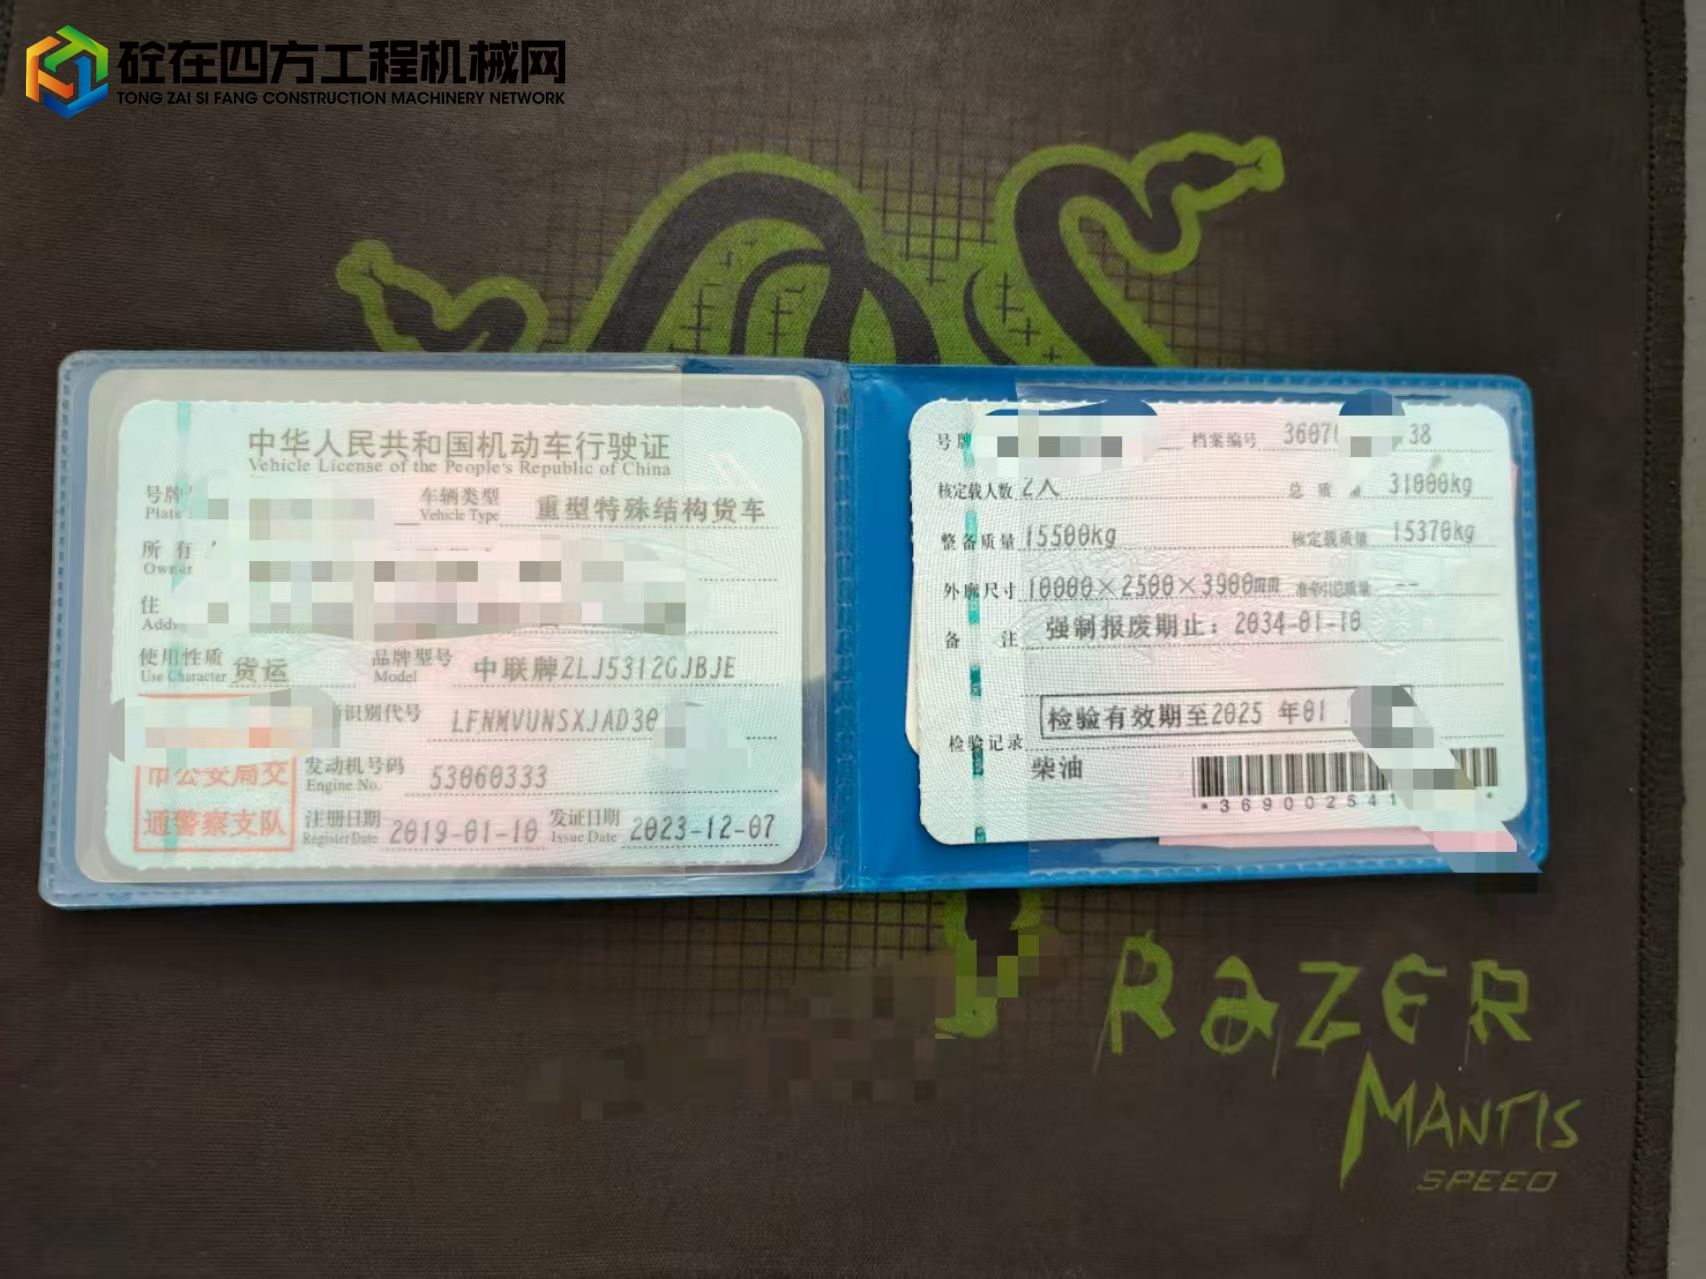 砼在四方工程机械网
TONG ZAI SI FANG CONSTRUCTION MACHINERY NETWORK
中华人民共和国机动车行驶证
Vehicle License of the People's Republic of China
号牌
Plate
车辆类型
Vehicle Type
重型特殊结构货车
所有
Owner
住
Add
使用性质
Use Character
货运
品牌型号
Model
中联牌ZLJ5312GJBJE
识别代号
LFNMVUNSXJAD30
市公安局交
通警察支队
发动机号码
Engine No.
53060333
注册日期
Register Date
2019-01-10
发证日期
Issue Date
2023-12-07
号牌
档案编号 3607 38
核定载人数 2人
总质量 31000kg
整备质量 15500kg
核定载质量 15370kg
外廓尺寸 10000×2500×3900mm
准牵引总质量 --
备注 强制报废期止：2034-01-10
检验有效期至2025 年01
检验记录
柴油
*369002541 *
RAZER
MANTIS
SPEED